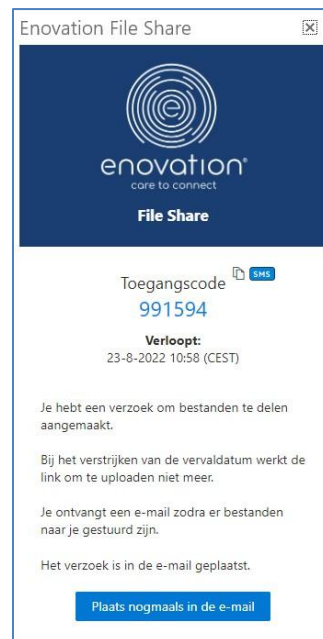 Enovation File Share
enovation®
care to connect
File Share
Toegangscode SMS
991594
Verloopt:
23-8-2022 10:58 (CEST)
Je hebt een verzoek om bestanden te delen
aangemaakt.
Bij het verstrijken van de vervaldatum werkt de
link om te uploaden niet meer.
Je ontvangt een e-mail zodra er bestanden
naar je gestuurd zijn.
Het verzoek is in de e-mail geplaatst.
Plaats nogmaals in de e-mail